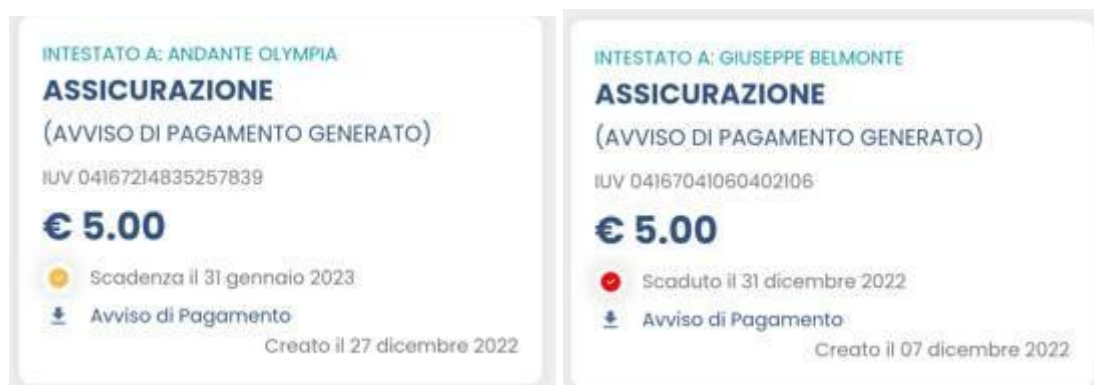 INTESTATO A: ANDANTE OLYMPIA
ASSICURAZIONE
(AVVISO DI PAGAMENTO GENERATO)
IUV 04167214835257839
€ 5.00
Scadenza il 31 gennaio 2023
Avviso di Pagamento
Creato il 27 dicembre 2022
INTESTATO A: GIUSEPPE BELMONTE
ASSICURAZIONE
(AVVISO DI PAGAMENTO GENERATO)
IUV 04167041060402106
€ 5.00
Scaduto il 31 dicembre 2022
Avviso di Pagamento
Creato il 07 dicembre 2022